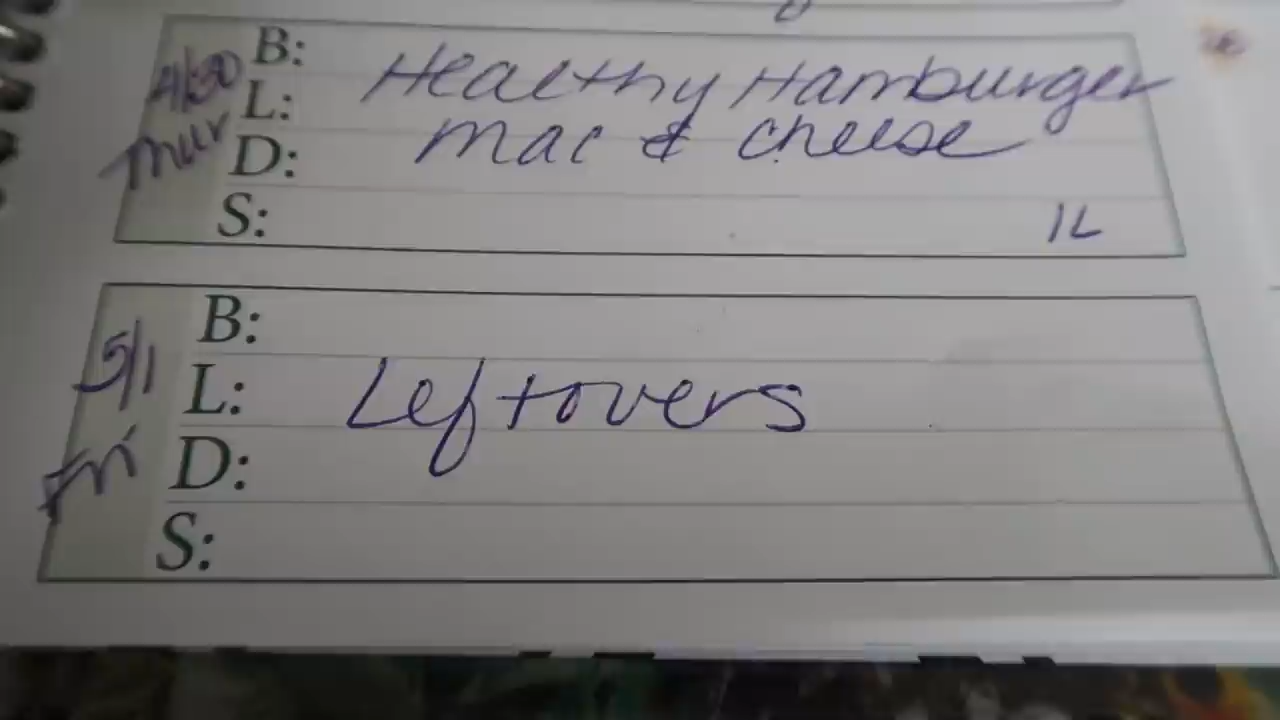 4/30
Thur
B:
L:
D:
S:
Healthy Hamburger
mac & cheese
IL
5/1
Fri
B:
L: Leftovers
D:
S: